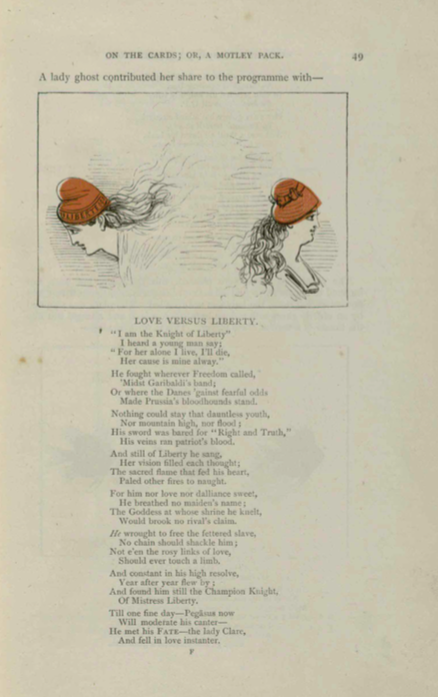 ON THE CARDS; OR, A MOTLEY PACK. 49
A lady ghost contributed her share to the programme with—
LIBERTÉ
LOVE VERSUS LIBERTY.
"I am the Knight of Liberty"
I heard a young man say;
"For her alone I live, I'll die,
Her cause is mine alway."
He fought wherever Freedom called,
'Midst Garibaldi's band;
Or where the Danes 'gainst fearful odds
Made Prussia's bloodhounds stand.
Nothing could stay that dauntless youth,
Nor mountain high, nor flood;
His sword was bared for "Right and Truth,"
His veins ran patriot's blood.
And still of Liberty he sang,
Her vision filled each thought;
The sacred flame that fed his heart,
Paled other fires to naught.
For him nor love nor dalliance sweet,
He breathed no maiden's name;
The Goddess at whose shrine he knelt,
Would brook no rival's claim.
He wrought to free the fettered slave,
No chain should shackle him;
Not e'en the rosy links of love,
Should ever touch a limb.
And constant in his high resolve,
Year after year flew by;
And found him still the Champion Knight,
Of Mistress Liberty.
Till one fine day—Pegasus now
Will moderate his canter—
He met his FATE—the lady Clare,
And fell in love instanter.
F